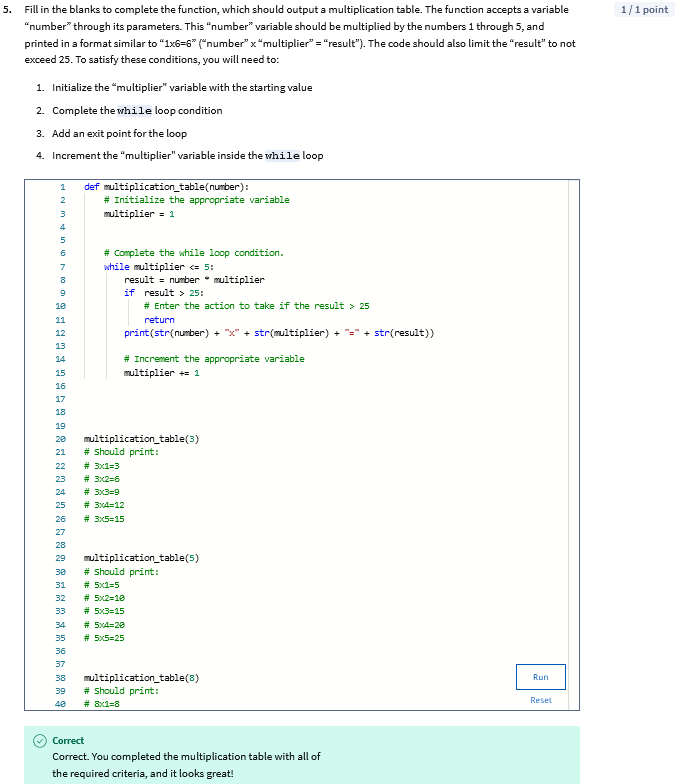 5. Fill in the blanks to complete the function, which should output a multiplication table. The function accepts a variable
1 / 1 point
"number" through its parameters. This "number" variable should be multiplied by the numbers 1 through 5, and
printed in a format similar to "1x6=6" ("number" x "multiplier" = "result"). The code should also limit the "result" to not
exceed 25. To satisfy these conditions, you will need to:
1. Initialize the "multiplier" variable with the starting value
2. Complete the while loop condition
3. Add an exit point for the loop
4. Increment the "multiplier" variable inside the while loop
1 def multiplication_table(number):
2 # Initialize the appropriate variable
3 multiplier = 1
4
5
6 # Complete the while loop condition.
7 while multiplier <= 5:
8 result = number * multiplier
9 if result > 25:
10 # Enter the action to take if the result > 25
11 return
12 print(str(number) + "x" + str(multiplier) + "=" + str(result))
13
14 # Increment the appropriate variable
15 multiplier += 1
16
17
18
19
20 multiplication_table(3)
21 # Should print:
22 # 3x1=3
23 # 3x2=6
24 # 3x3=9
25 # 3x4=12
26 # 3x5=15
27
28
29 multiplication_table(5)
30 # Should print:
31 # 5x1=5
32 # 5x2=10
33 # 5x3=15
34 # 5x4=20
35 # 5x5=25
36
37
38 multiplication_table(8)
39 # Should print:
40 # 8x1=8
Run
Reset
Correct
Correct. You completed the multiplication table with all of
the required criteria, and it looks great!